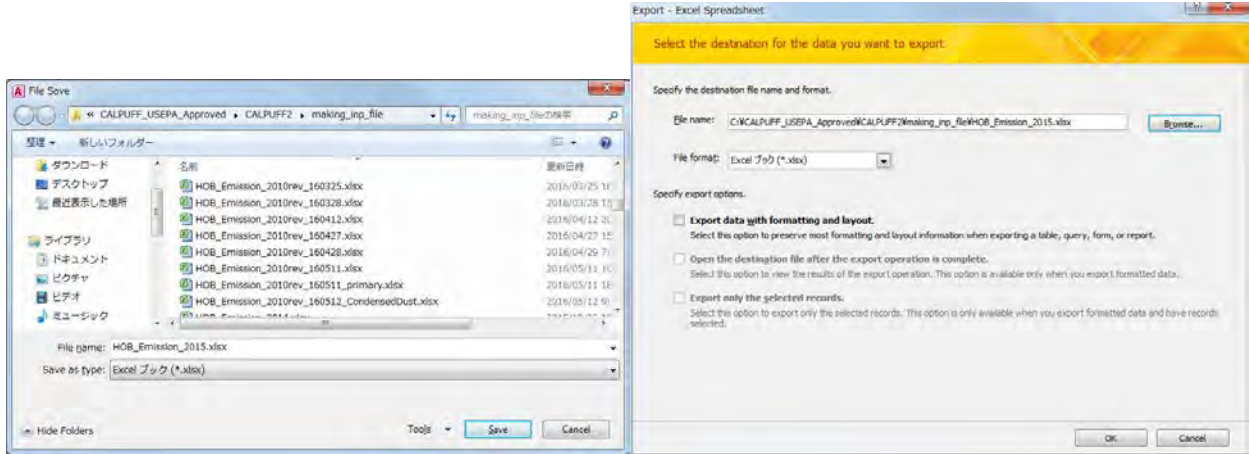 File Save
« CALPUFF_USEPA_Approved ▸ CALPUFF2 ▸ making_inp_file
making_inp_fileの検索
整理 新しいフォルダー
ダウンロード
デスクトップ
最近表示した場所
ライブラリ
ドキュメント
ピクチャ
ビデオ
ミュージック
名前 更新日時
HOB_Emission_2010rev_160325.xlsx 2016/03/25
HOB_Emission_2010rev_160328.xlsx 2016/03/28
HOB_Emission_2010rev_160412.xlsx 2016/04/12
HOB_Emission_2010rev_160427.xlsx 2016/04/27
HOB_Emission_2010rev_160428.xlsx 2016/04/29
HOB_Emission_2010rev_160511.xlsx 2016/05/11
HOB_Emission_2010rev_160511_primary.xlsx 2016/05/11
HOB_Emission_2010rev_160512_CondensedDust.xlsx 2016/05/12
File name: HOB_Emission_2015.xlsx
Save as type: Excel ブック (*.xlsx)
Hide Folders
Tools Save Cancel
Export - Excel Spreadsheet
Select the destination for the data you want to export
Specify the destination file name and format.
File name: C:¥CALPUFF_USEPA_Approved¥CALPUFF2¥making_inp_file¥HOB_Emission_2015.xlsx Browse...
File format: Excel ブック (*.xlsx)
Specify export options.
Export data with formatting and layout.
Select this option to preserve most formatting and layout information when exporting a table, query, form, or report.
Open the destination file after the export operation is complete.
Select this option to view the results of the export operation. This option is available only when you export formatted data.
Export only the selected records.
Select this option to export only the selected records. This option is only available when you export formatted data and have records
selected.
OK Cancel